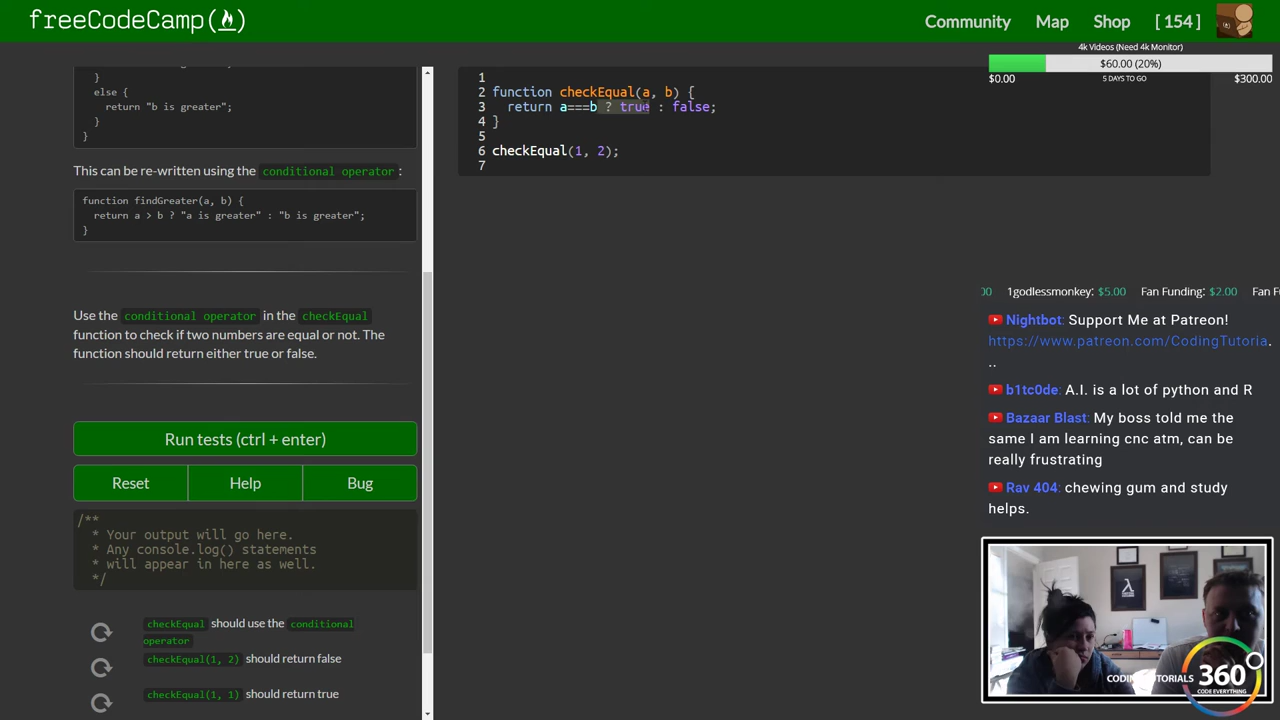 freeCodeCamp
Community Map Shop [ 154 ]
}
else {
return "b is greater";
}
}
This can be re-written using the conditional operator :
function findGreater(a, b) {
return a > b ? "a is greater" : "b is greater";
}
Use the conditional operator in the checkEqual
function to check if two numbers are equal or not. The
function should return either true or false.
Run tests (ctrl + enter)
Reset Help Bug
/**
* Your output will go here.
* Any console.log() statements
* will appear in here as well.
*/
checkEqual should use the conditional
operator
checkEqual(1, 2) should return false
checkEqual(1, 1) should return true
1
2 function checkEqual(a, b) {
3 return a===b ? true : false;
4 }
5
6 checkEqual(1, 2);
7
4k Videos (Need 4k Monitor)
$60.00 (20%)
$0.00 5 DAYS TO GO $300.00
00 1godlessmonkey: $5.00 Fan Funding: $2.00 Fan F
Nightbot: Support Me at Patreon!
https://www.patreon.com/CodingTutoria.
..
b1tc0de: A.I. is a lot of python and R
Bazaar Blast: My boss told me the
same I am learning cnc atm, can be
really frustrating
Rav 404: chewing gum and study
helps.
CODING TUTORIALS 360
CODE EVERYTHING